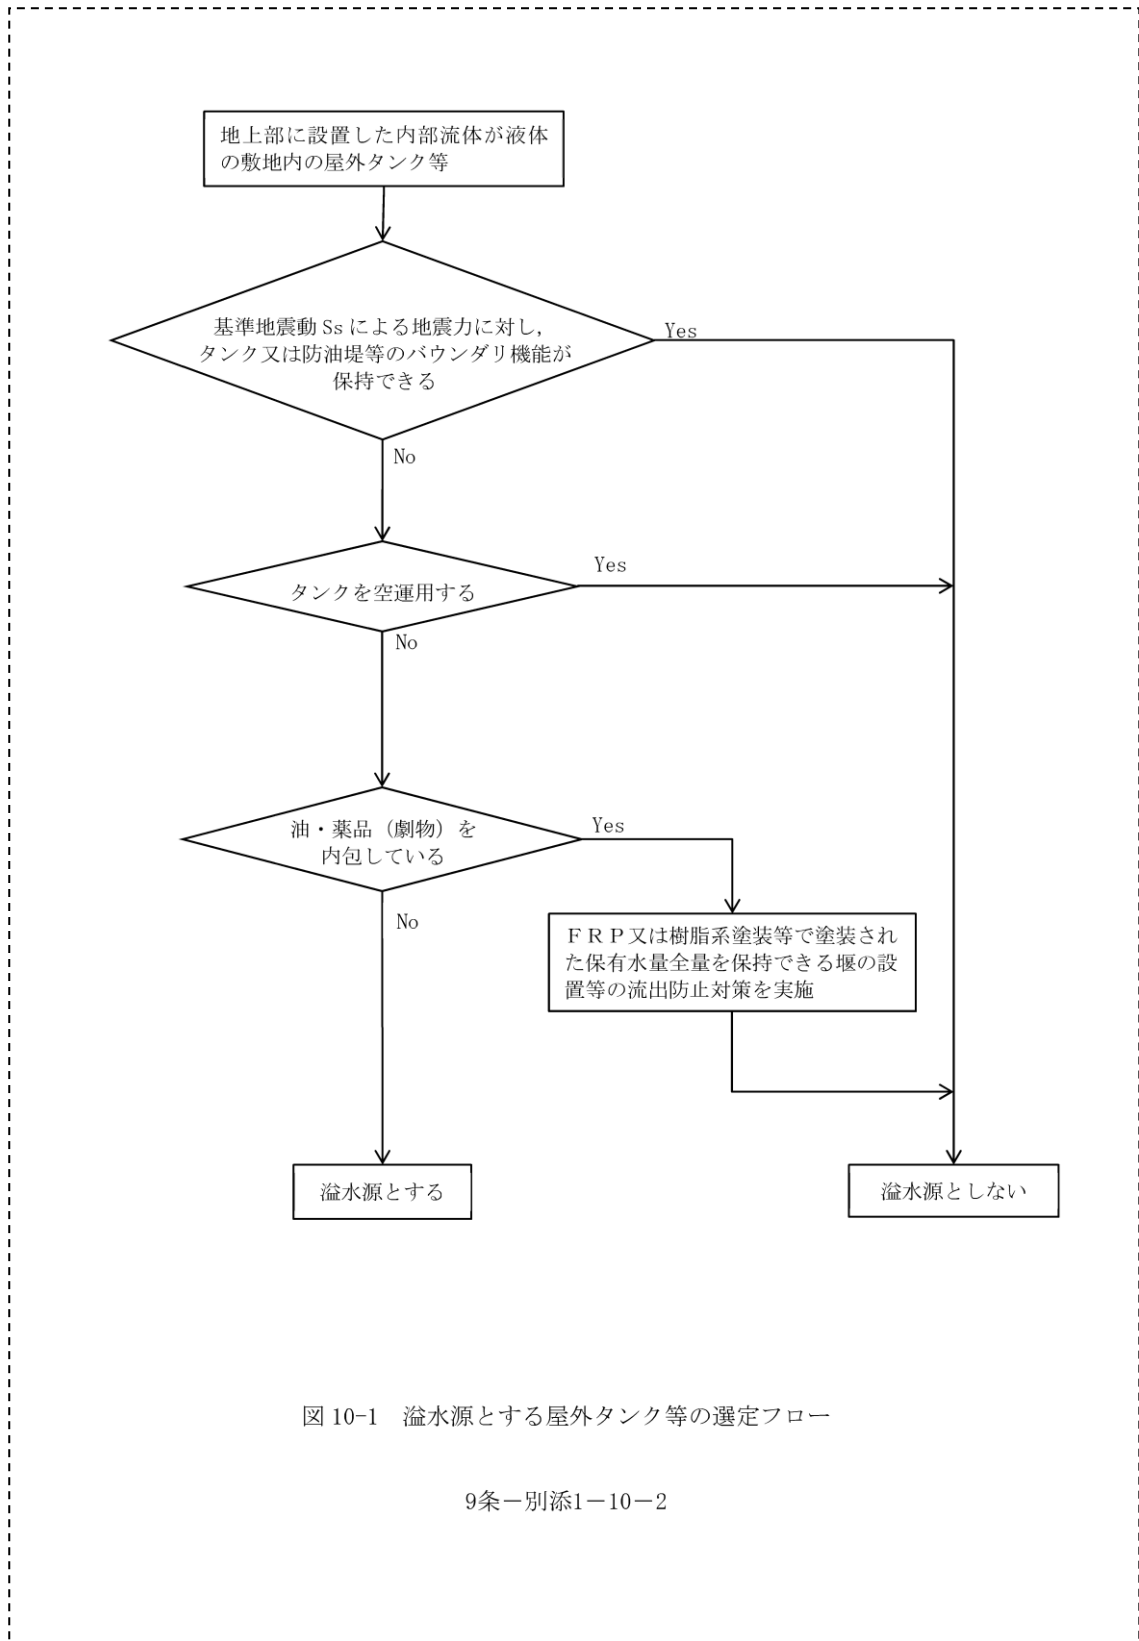 地上部に設置した内部流体が液体
の敷地内の屋外タンク等
基準地震動 Ss による地震力に対し，
タンク又は防油堤等のバウンダリ機能が
保持できる
Yes
No
タンクを空運用する
Yes
No
油・薬品（劇物）を
内包している
Yes
No
ＦＲＰ又は樹脂系塗装等で塗装され
た保有水量全量を保持できる堰の設
置等の流出防止対策を実施
溢水源とする
溢水源としない
図 10-1　溢水源とする屋外タンク等の選定フロー
9条－別添1－10－2